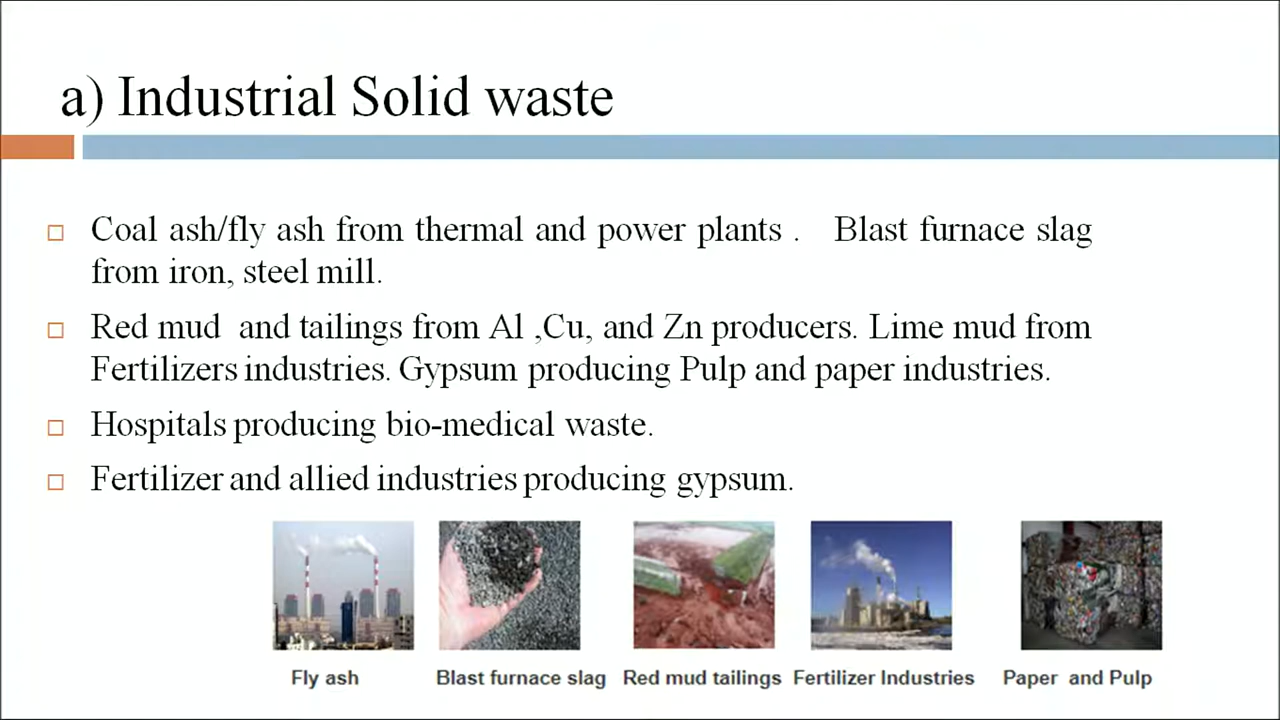 a) Industrial Solid waste
Coal ash/fly ash from thermal and power plants . Blast furnace slag
from iron, steel mill.
Red mud and tailings from Al ,Cu, and Zn producers. Lime mud from
Fertilizers industries. Gypsum producing Pulp and paper industries.
Hospitals producing bio-medical waste.
Fertilizer and allied industries producing gypsum.
Fly ash
Blast furnace slag
Red mud tailings
Fertilizer Industries
Paper and Pulp